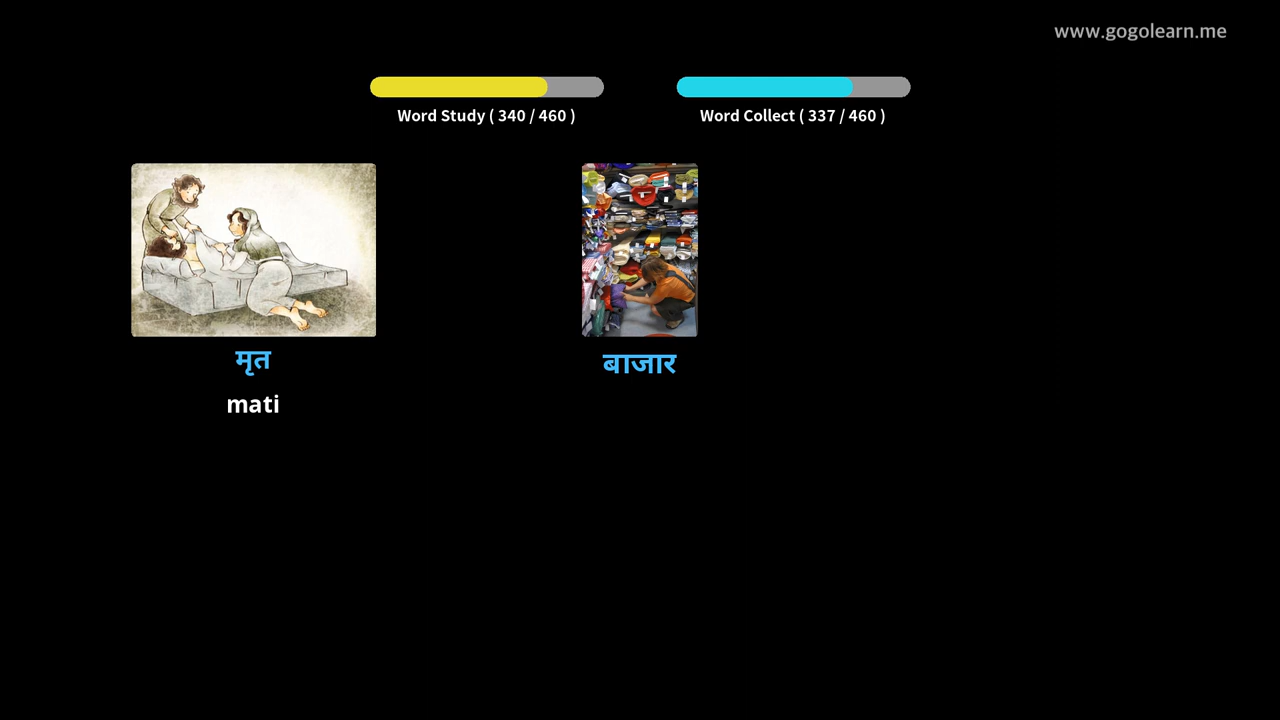 www.gogolearn.me
Word Study ( 340 / 460 )
Word Collect ( 337 / 460 )
मृत
बाजार
mati